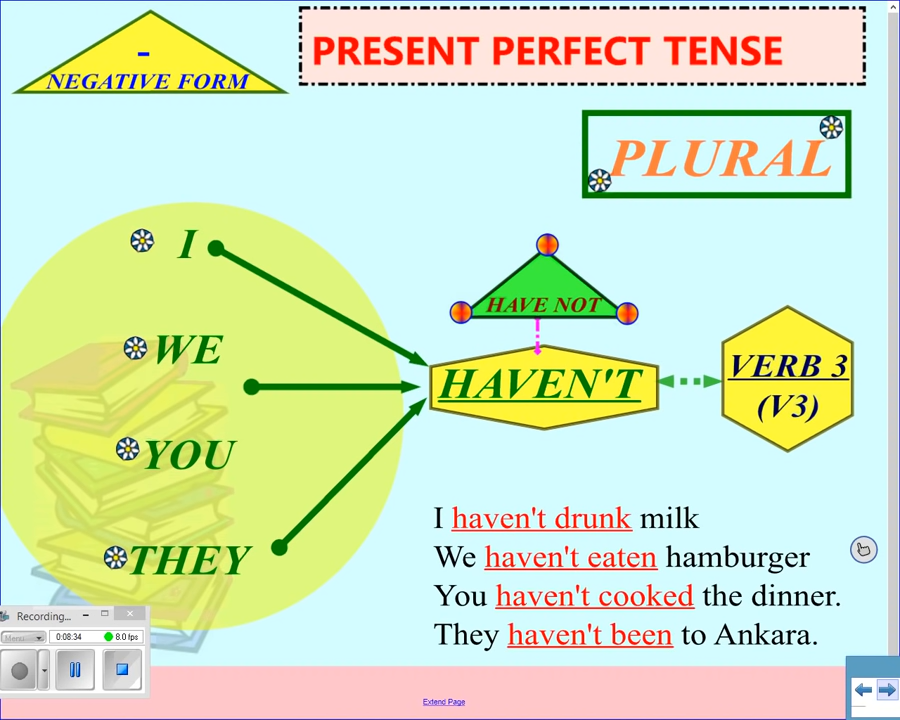 -
NEGATIVE FORM
PRESENT PERFECT TENSE
PLURAL
I
WE
YOU
THEY
HAVE NOT
HAVEN'T
VERB 3
(V3)
I haven't drunk milk
We haven't eaten hamburger
You haven't cooked the dinner.
They haven't been to Ankara.
Recording...
Menu
0:08:34
8.0 fps
Extend Page